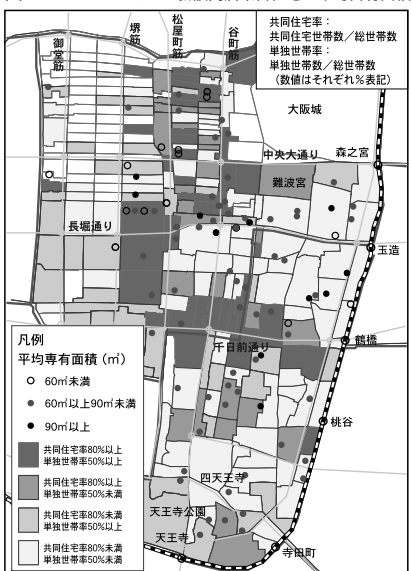 共同住宅率：
共同住宅世帯数／総世帯数
単独世帯率：
単独世帯数／総世帯数
（数値はそれぞれ％表記）
御堂筋
堺筋
松屋町筋
谷町筋
大阪城
中央大通り
森之宮
難波宮
長堀通り
玉造
千日前通り
鶴橋
桃谷
四天王寺
天王寺公園
天王寺
寺田町
凡例
平均専有面積（㎡）
60㎡未満
60㎡以上90㎡未満
90㎡以上
共同住宅率80%以上
単独世帯率50%以上
共同住宅率80%以上
単独世帯率50%未満
共同住宅率80%未満
単独世帯率50%以上
共同住宅率80%未満
単独世帯率50%未満